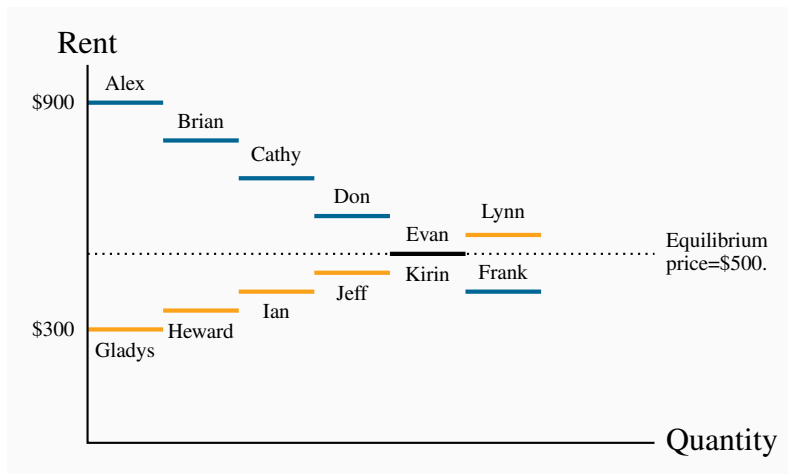 Rent
Alex
$900
Brian
Cathy
Don
Lynn
Evan
Equilibrium
price=$500.
Kirin
Frank
Jeff
Ian
$300
Heward
Gladys
Quantity